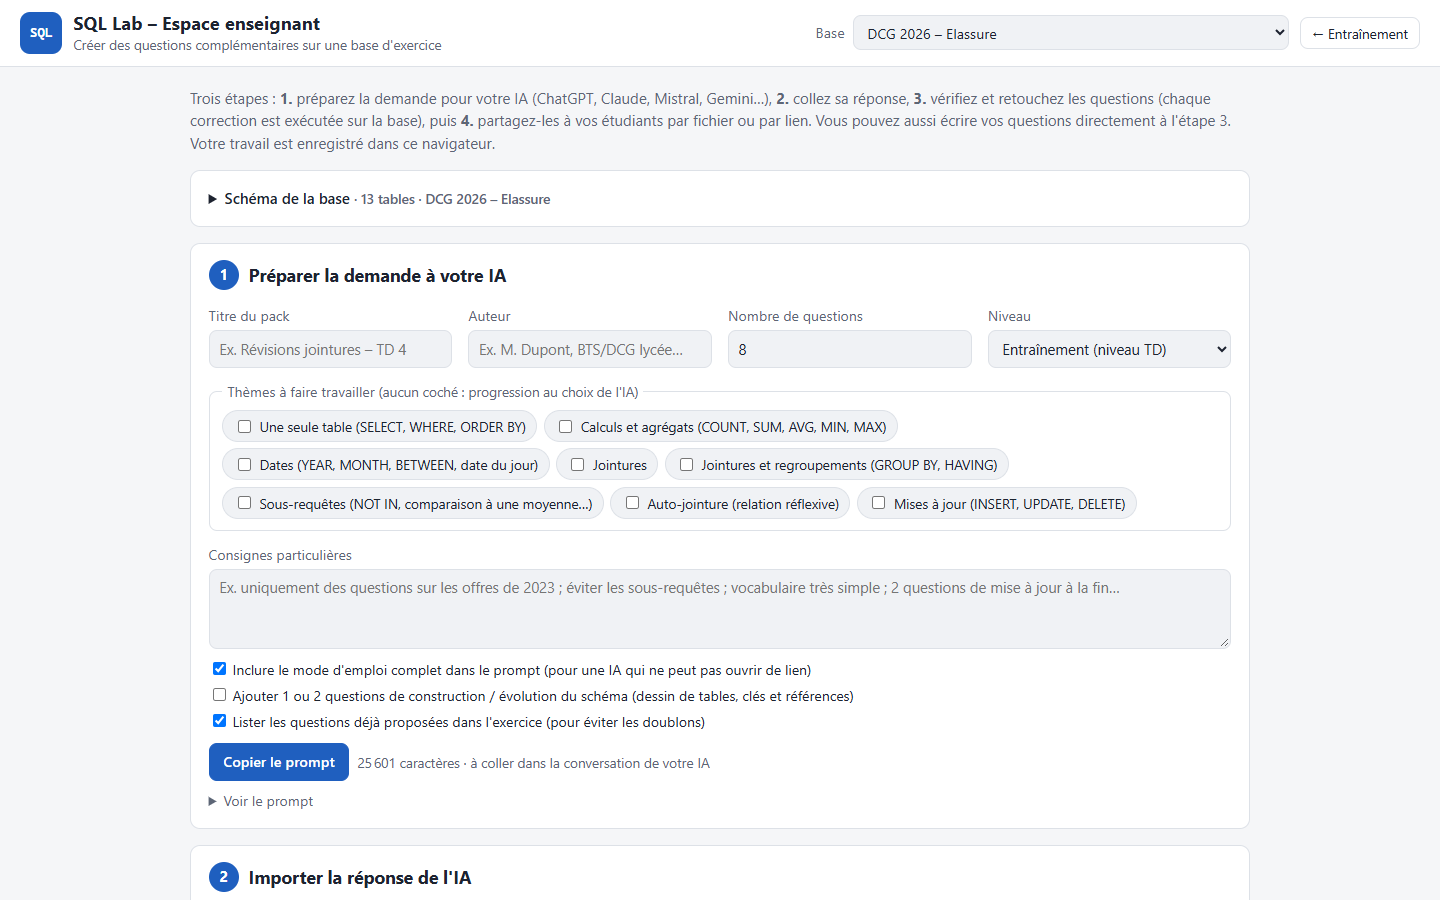 SQL
SQL Lab – Espace enseignant
Créer des questions complémentaires sur une base d'exercice
Base
DCG 2026 – Elassure
← Entraînement
Trois étapes : 1. préparez la demande pour votre IA (ChatGPT, Claude, Mistral, Gemini…), 2. collez sa réponse, 3. vérifiez et retouchez les questions (chaque
correction est exécutée sur la base), puis 4. partagez-les à vos étudiants par fichier ou par lien. Vous pouvez aussi écrire vos questions directement à l'étape 3.
Votre travail est enregistré dans ce navigateur.
Schéma de la base · 13 tables · DCG 2026 – Elassure
1 Préparer la demande à votre IA
Titre du pack
Auteur
Nombre de questions
Niveau
Ex. Révisions jointures – TD 4
Ex. M. Dupont, BTS/DCG lycée…
8
Entraînement (niveau TD)
Thèmes à faire travailler (aucun coché : progression au choix de l'IA)
Une seule table (SELECT, WHERE, ORDER BY)
Calculs et agrégats (COUNT, SUM, AVG, MIN, MAX)
Dates (YEAR, MONTH, BETWEEN, date du jour)
Jointures
Jointures et regroupements (GROUP BY, HAVING)
Sous-requêtes (NOT IN, comparaison à une moyenne…)
Auto-jointure (relation réflexive)
Mises à jour (INSERT, UPDATE, DELETE)
Consignes particulières
Ex. uniquement des questions sur les offres de 2023 ; éviter les sous-requêtes ; vocabulaire très simple ; 2 questions de mise à jour à la fin…
Inclure le mode d'emploi complet dans le prompt (pour une IA qui ne peut pas ouvrir de lien)
Ajouter 1 ou 2 questions de construction / évolution du schéma (dessin de tables, clés et références)
Lister les questions déjà proposées dans l'exercice (pour éviter les doublons)
Copier le prompt
25 601 caractères · à coller dans la conversation de votre IA
Voir le prompt
2 Importer la réponse de l'IA